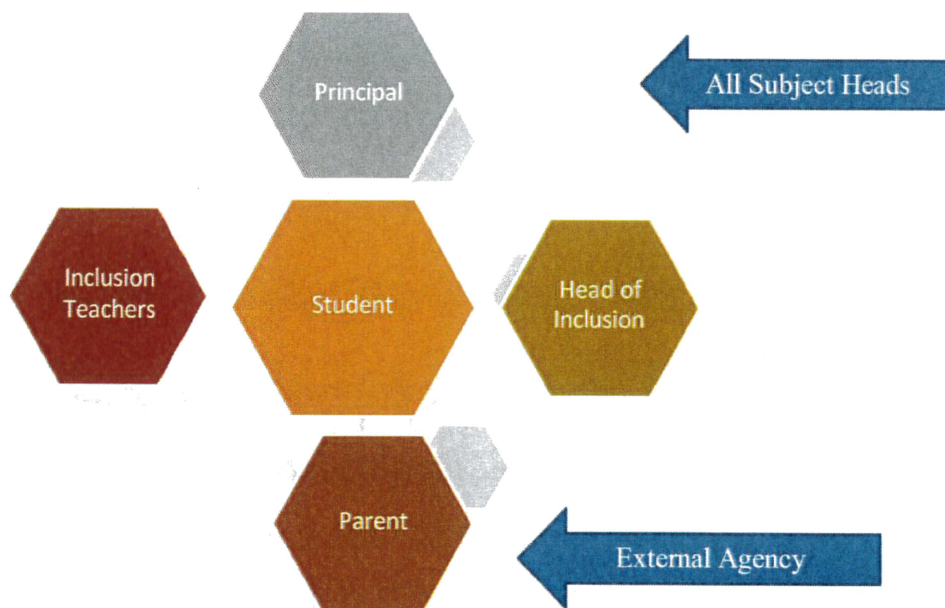 Principal
All Subject Heads
Inclusion
Teachers
Student
Head of
Inclusion
Parent
External Agency